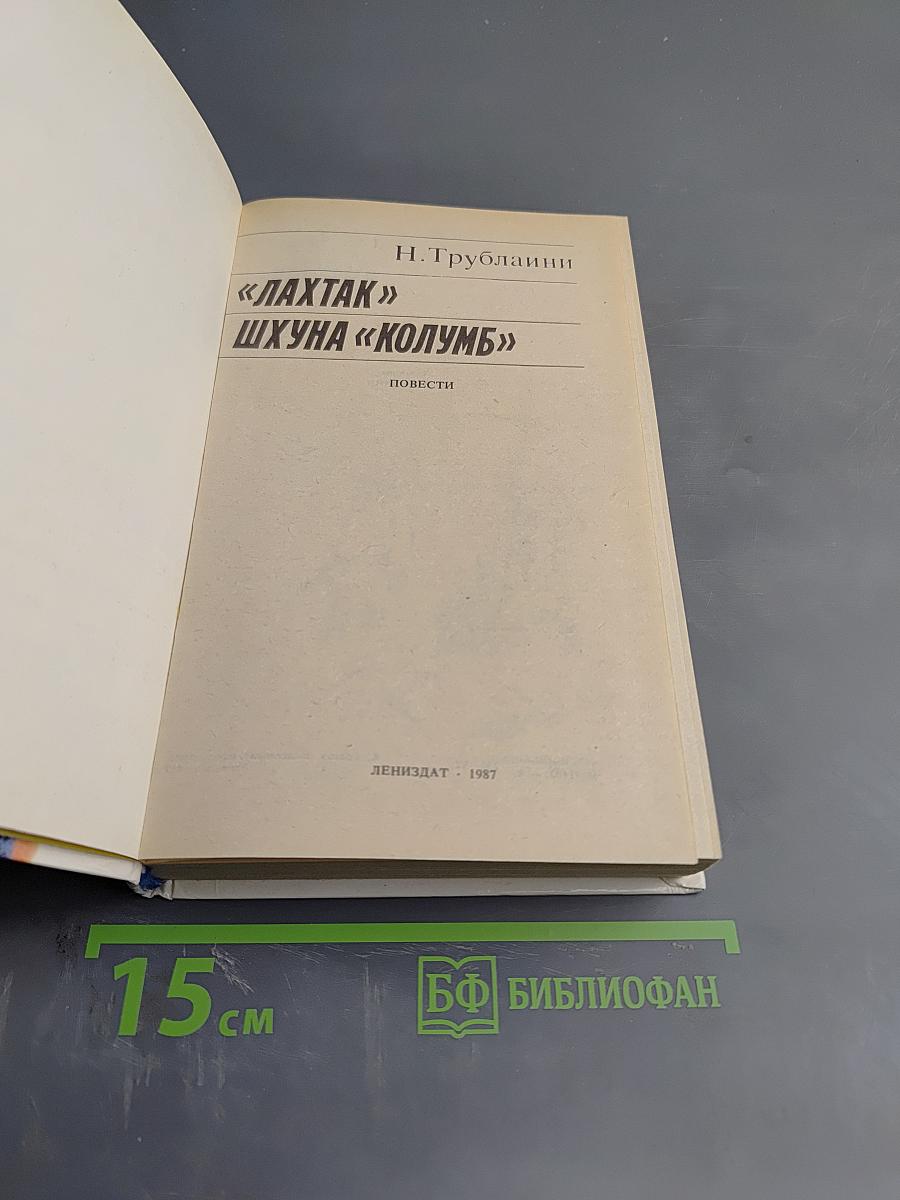 Н. Трублаини
«ЛАХТАК»
ШХУНА «КОЛУМБ»
ПОВЕСТИ
ЛЕНИЗДАТ · 1987
15 см
БФ БИБЛИОФАН